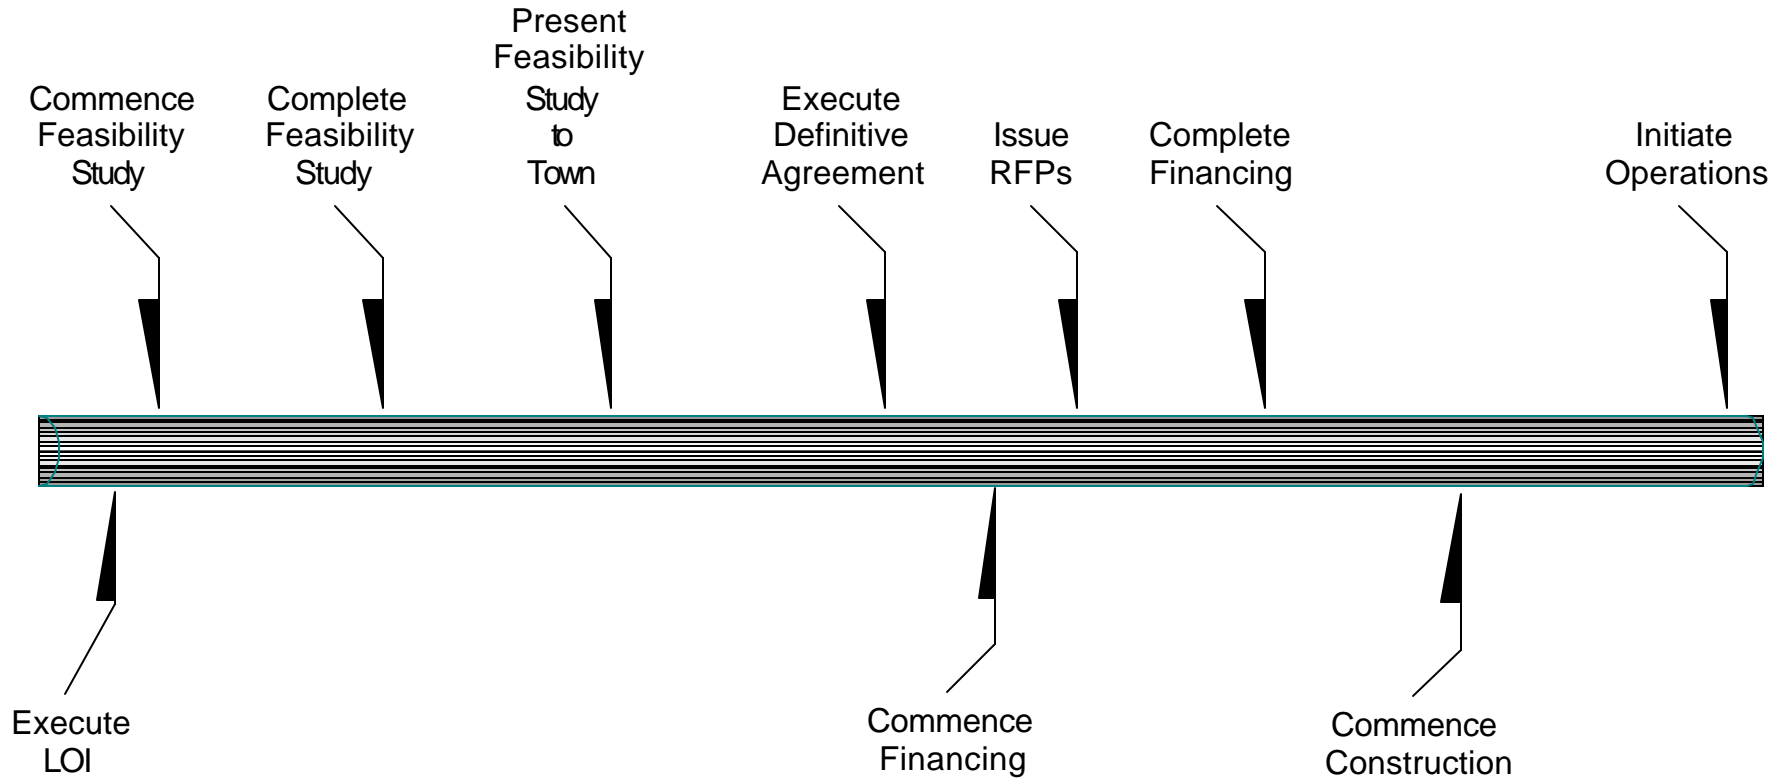 Present
Feasibility
Study
to
Town
Commence
Feasibility
Study
Complete
Feasibility
Study
Execute
Definitive
Agreement
Issue
RFPs
Complete
Financing
Initiate
Operations
Execute
LOI
Commence
Financing
Commence
Construction